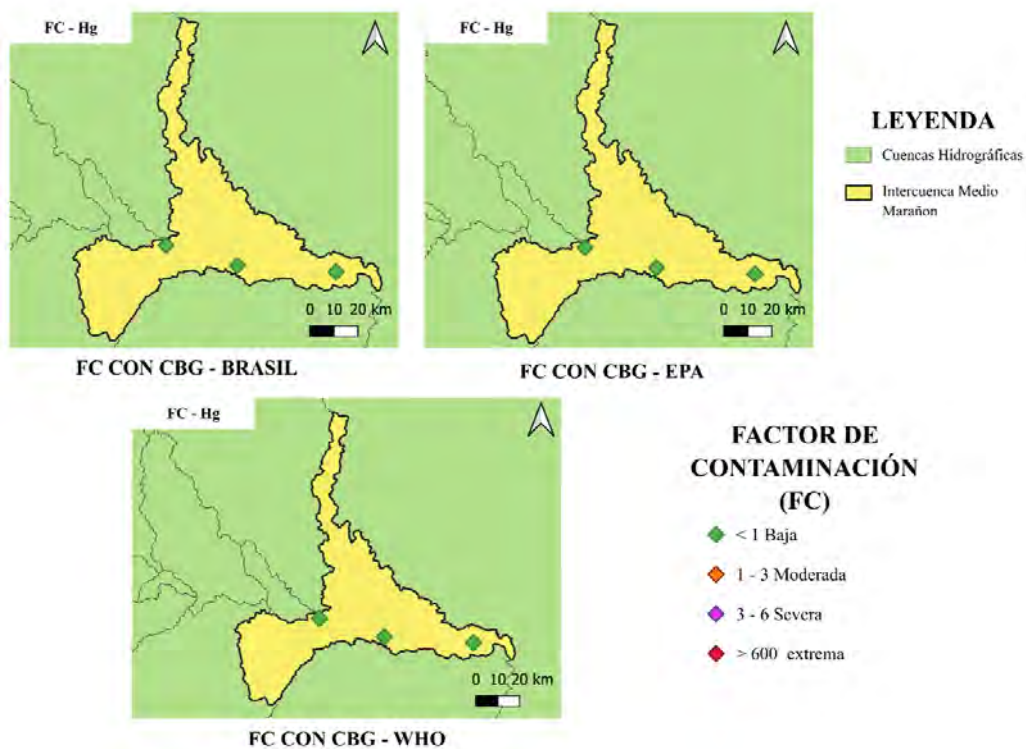 FC - Hg
FC - Hg
0 10 20 km
0 10 20 km
FC CON CBG - BRASIL
FC CON CBG - EPA
LEYENDA
Cuencas Hidrográficas
Intercuenca Medio
Marañon
FC - Hg
0 10 20 km
FC CON CBG - WHO
FACTOR DE
CONTAMINACIÓN
(FC)
< 1 Baja
1 - 3 Moderada
3 - 6 Severa
> 600 extrema